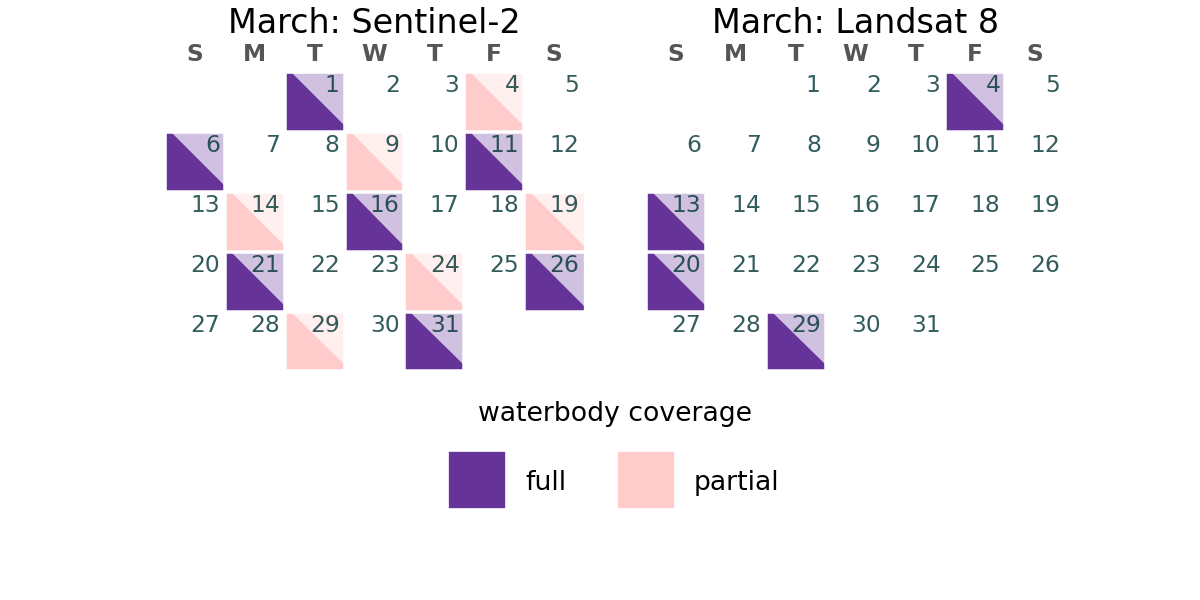 March: Sentinel-2
S M T W T F S
1 2 3 4 5
6 7 8 9 10 11 12
13 14 15 16 17 18 19
20 21 22 23 24 25 26
27 28 29 30 31
March: Landsat 8
S M T W T F S
1 2 3 4 5
6 7 8 9 10 11 12
13 14 15 16 17 18 19
20 21 22 23 24 25 26
27 28 29 30 31
waterbody coverage
full partial